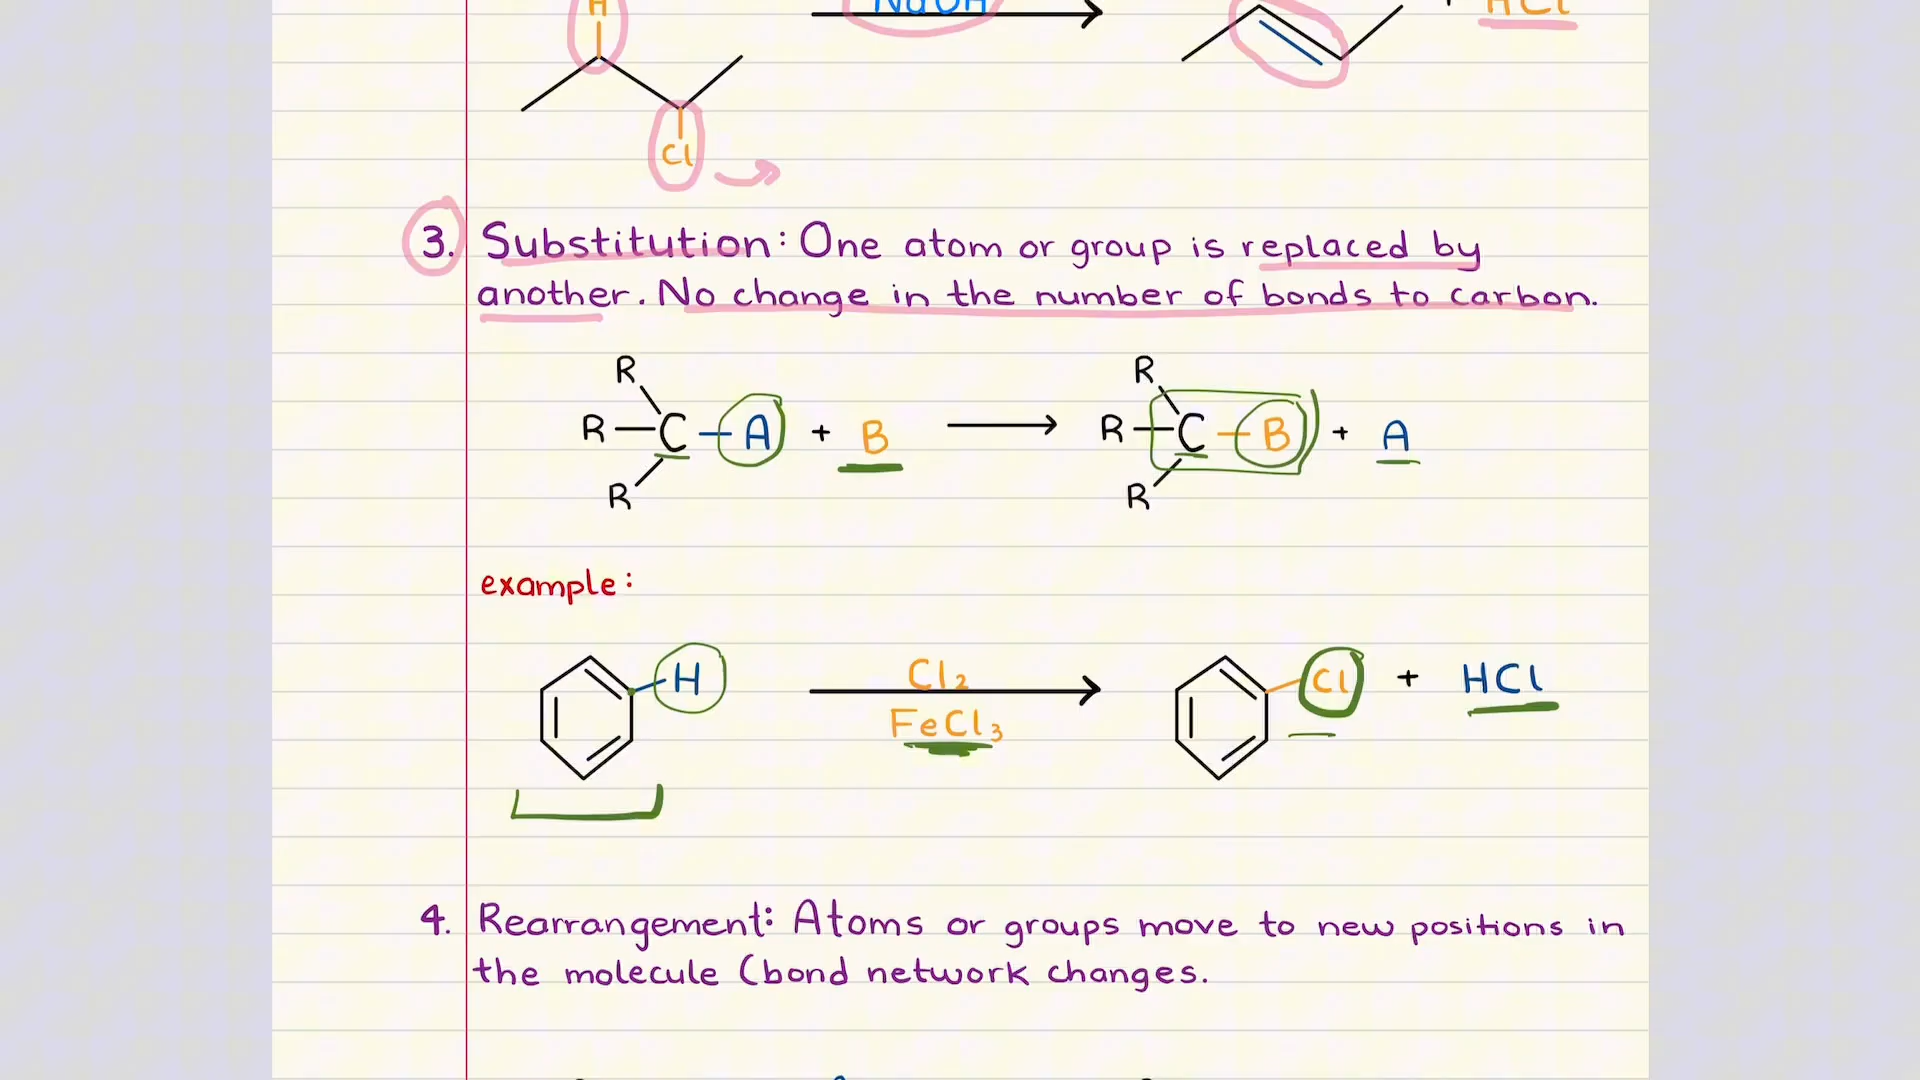 H
NaOH
+ HCl
Cl
3. Substitution: One atom or group is replaced by
another. No change in the number of bonds to carbon.
R
R C A + B R C B + A
R
R
R
example:
H Cl₂ Cl + HCl
FeCl₃
4. Rearrangement: Atoms or groups move to new positions in
the molecule (bond network changes.